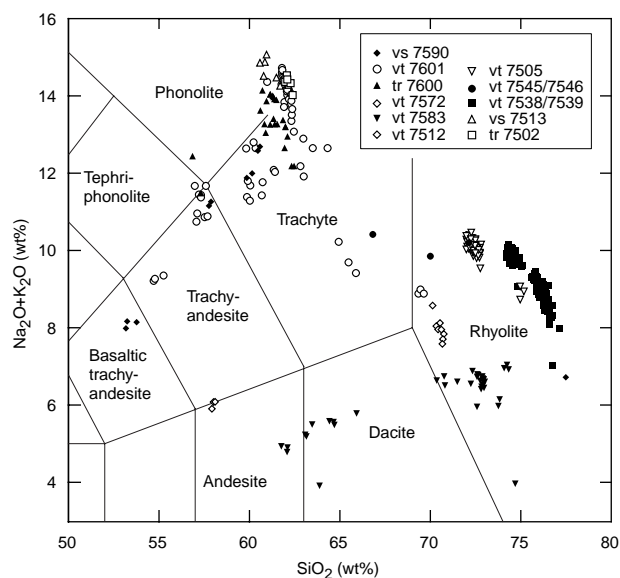 16
14
12
10
8
6
4
Na2O+K2O (wt%)
Phonolite
Tephri-
phonolite
Trachyte
Trachy-
andesite
Basaltic
trachy-
andesite
Rhyolite
Dacite
Andesite
vs 7590
vt 7601
tr 7600
vt 7572
vt 7583
vt 7512
vt 7505
vt 7545/7546
vt 7538/7539
vs 7513
tr 7502
50 55 60 65 70 75 80
SiO2 (wt%)